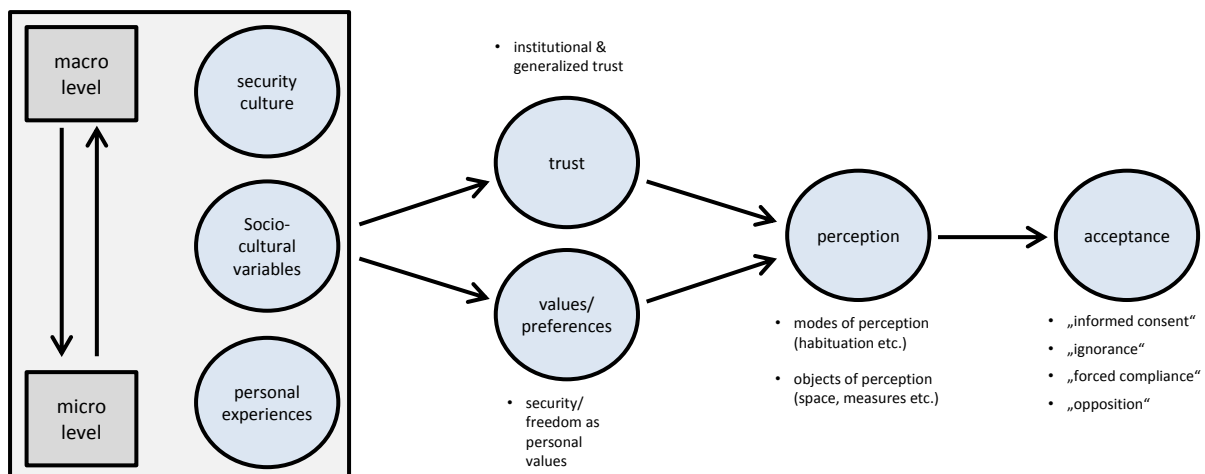 macro
level
security
culture
Socio-
cultural
variables
micro
level
personal
experiences
• institutional &
generalized trust
trust
values/
preferences
• security/
freedom as
personal
values
perception
• modes of perception
(habituation etc.)
• objects of perception
(space, measures etc.)
acceptance
• „informed consent“
• „ignorance“
• „forced compliance“
• „opposition“